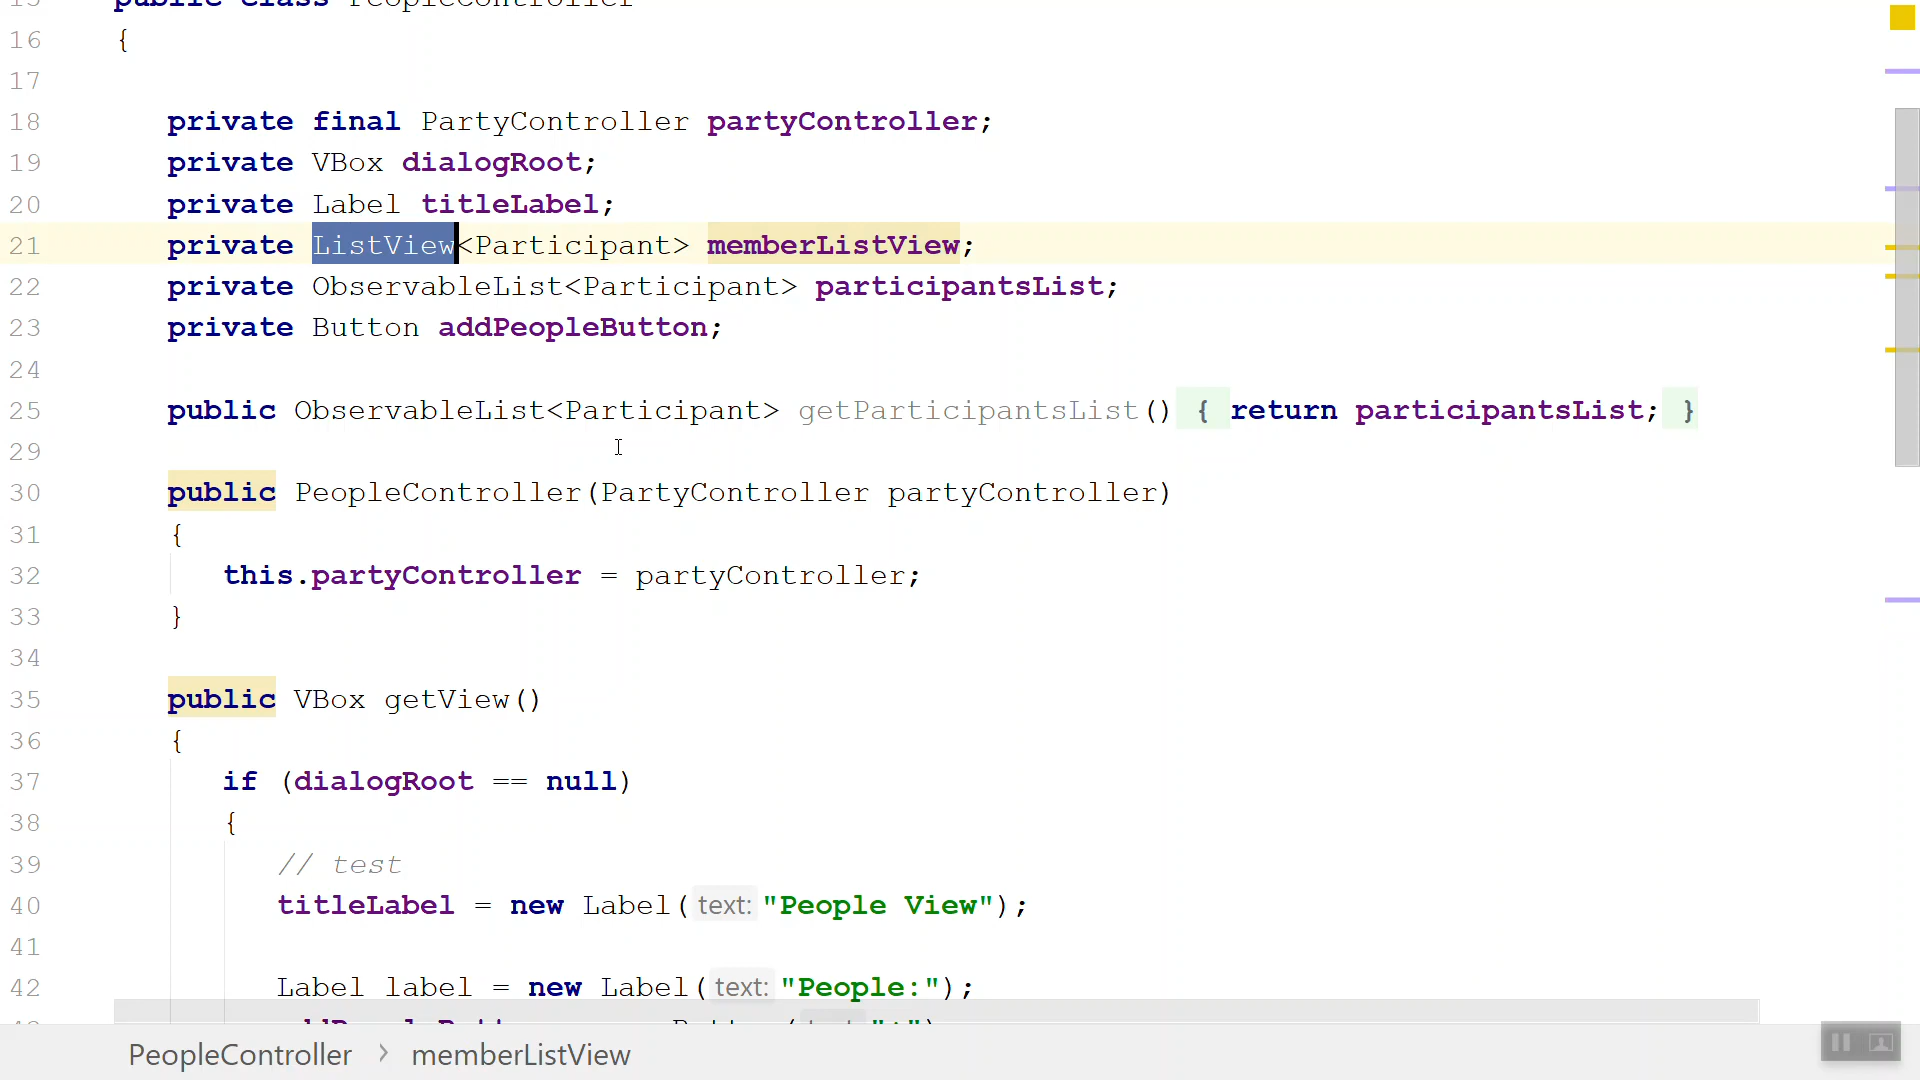 15 public class PeopleController
16 {
17
18 private final PartyController partyController;
19 private VBox dialogRoot;
20 private Label titleLabel;
21 private ListView<Participant> memberListView;
22 private ObservableList<Participant> participantsList;
23 private Button addPeopleButton;
24
25 public ObservableList<Participant> getParticipantsList() { return participantsList; }
29
30 public PeopleController(PartyController partyController)
31 {
32 this.partyController = partyController;
33 }
34
35 public VBox getView()
36 {
37 if (dialogRoot == null)
38 {
39 // test
40 titleLabel = new Label( text: "People View");
41
42 Label label = new Label( text: "People:");
PeopleController > memberListView